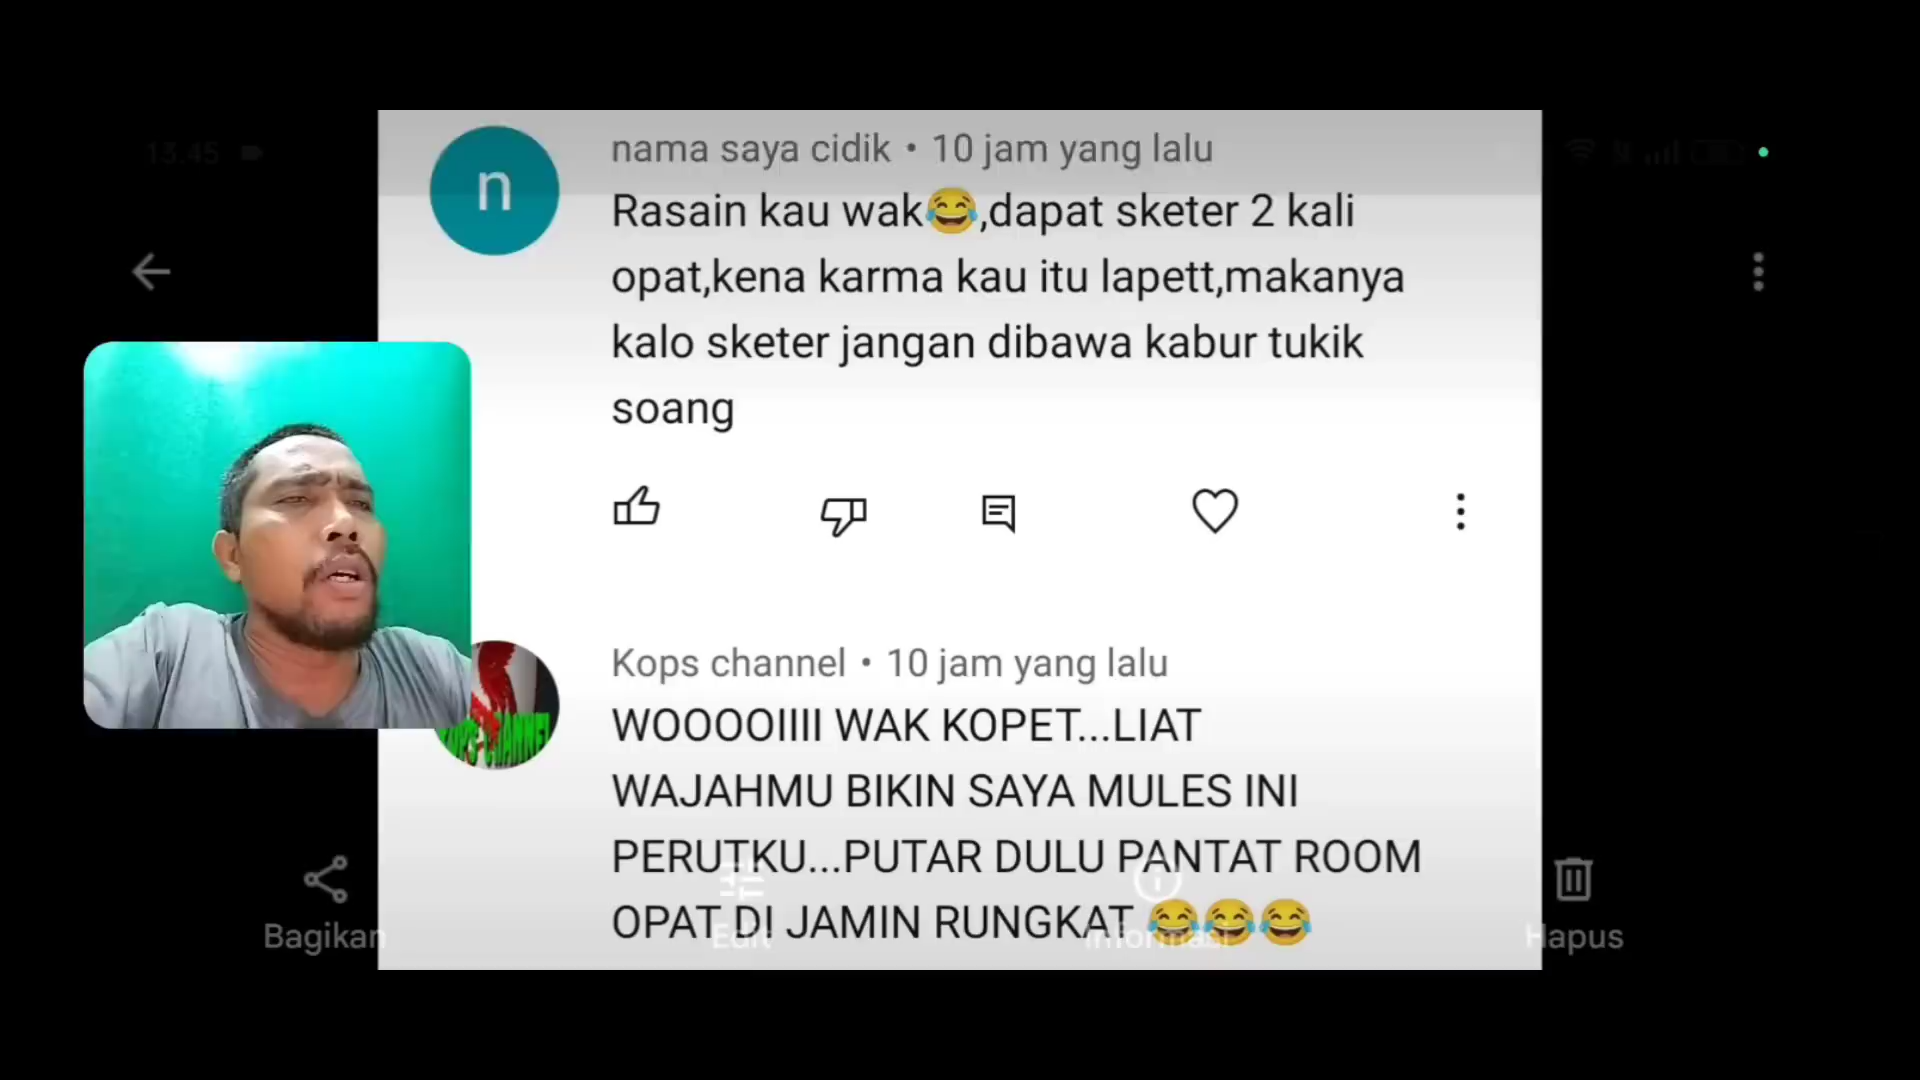 13.45
nama saya cidik • 10 jam yang lalu
n
Rasain kau wak😂,dapat sketer 2 kali
opat,kena karma kau itu lapett,makanya
kalo sketer jangan dibawa kabur tukik
soang
Kops channel • 10 jam yang lalu
KOPS CHANNEL
WOOOOIIII WAK KOPET...LIAT
WAJAHMU BIKIN SAYA MULES INI
PERUTKU...PUTAR DULU PANTAT ROOM
OPAT DI JAMIN RUNGKAT 😂😂😂
Bagikan
Edit
Informasi
Hapus